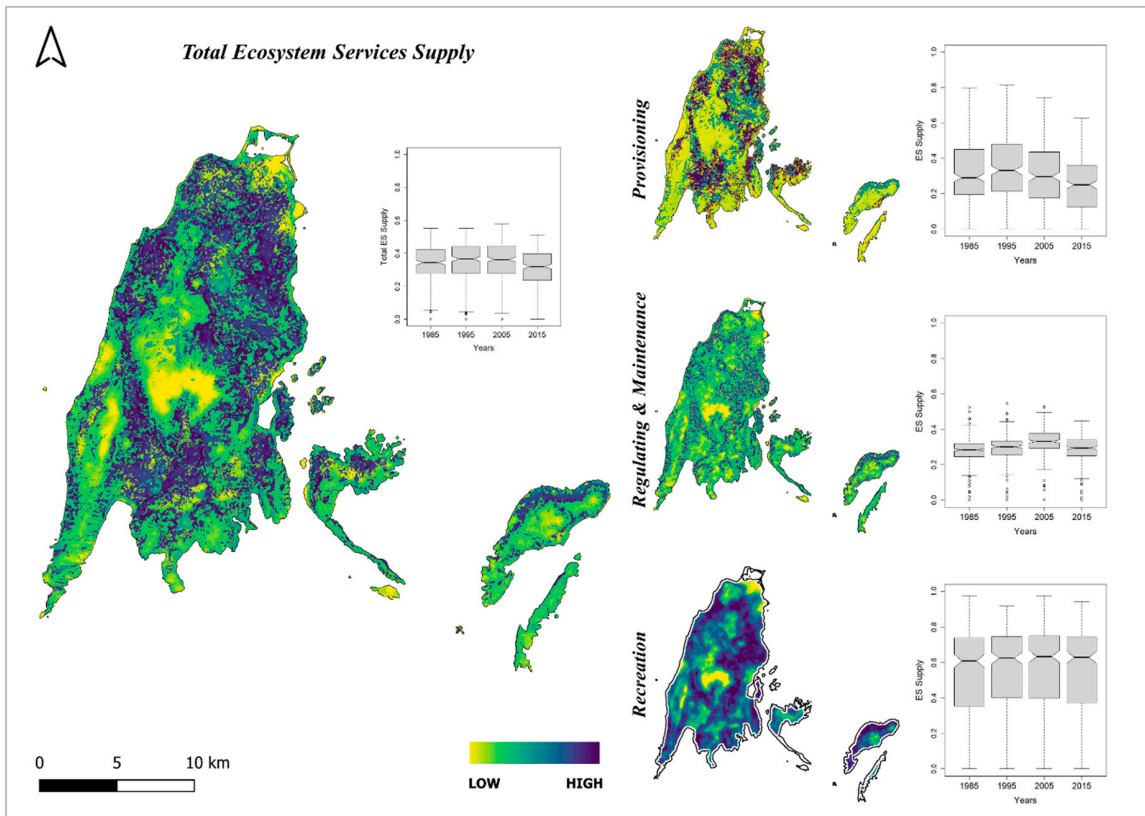 Total Ecosystem Services Supply
Total ES Supply
1.0
0.8
0.6
0.4
0.2
0.0
1985 1995 2005 2015
Years
Provisioning
ES Supply
1.0
0.8
0.6
0.4
0.2
0.0
1985 1995 2005 2015
Years
Regulating & Maintenance
ES Supply
1.0
0.8
0.6
0.4
0.2
0.0
1985 1995 2005 2015
Years
Recreation
ES Supply
1.0
0.8
0.6
0.4
0.2
0.0
1985 1995 2005 2015
Years
LOW HIGH
0 5 10 km